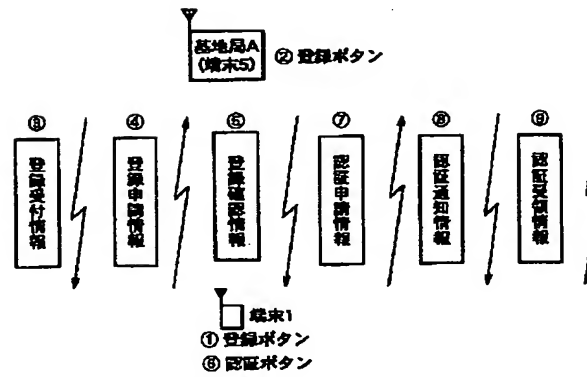 基地局A
(端末5)
② 登録ボタン
③
登録受付情報
④
登録申請情報
⑤
登録確認情報
⑦
認証申請情報
⑧
認証通知情報
⑨
認証受領情報
端末1
① 登録ボタン
⑥ 認証ボタン